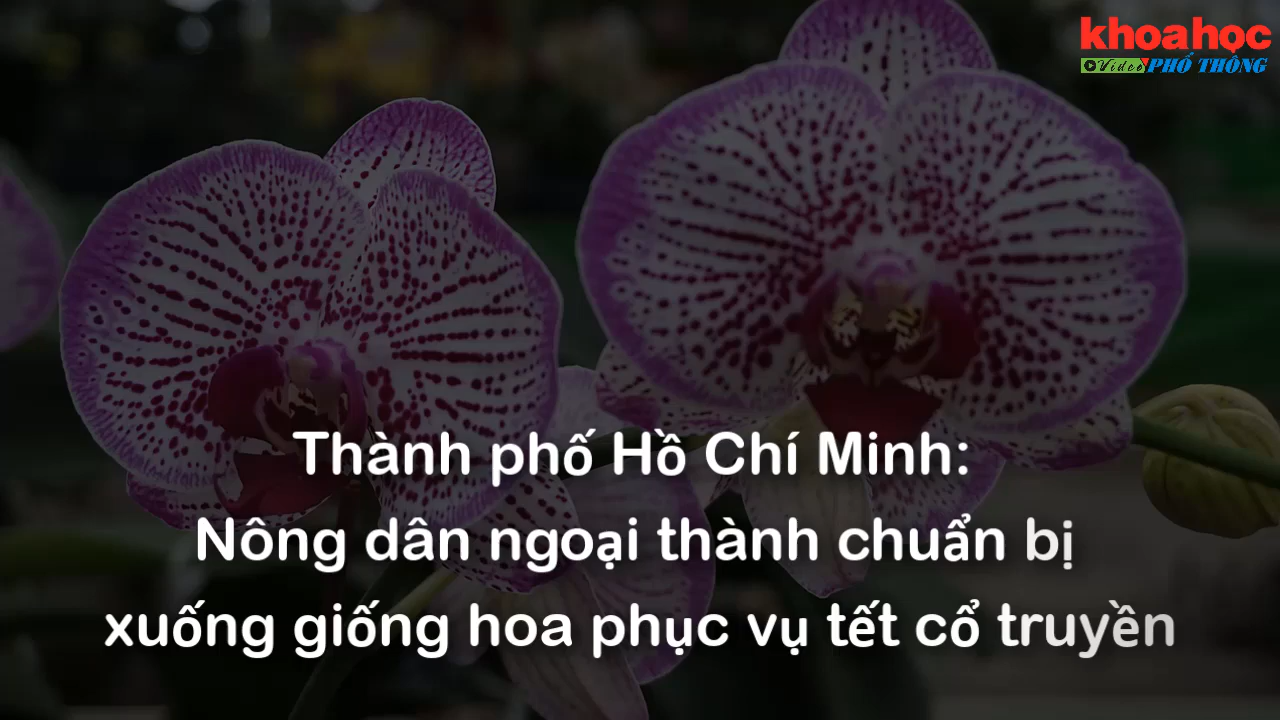 khoahọc
Video PHỔ THÔNG
Thành phố Hồ Chí Minh:
Nông dân ngoại thành chuẩn bị
xuống giống hoa phục vụ tết cổ truyền